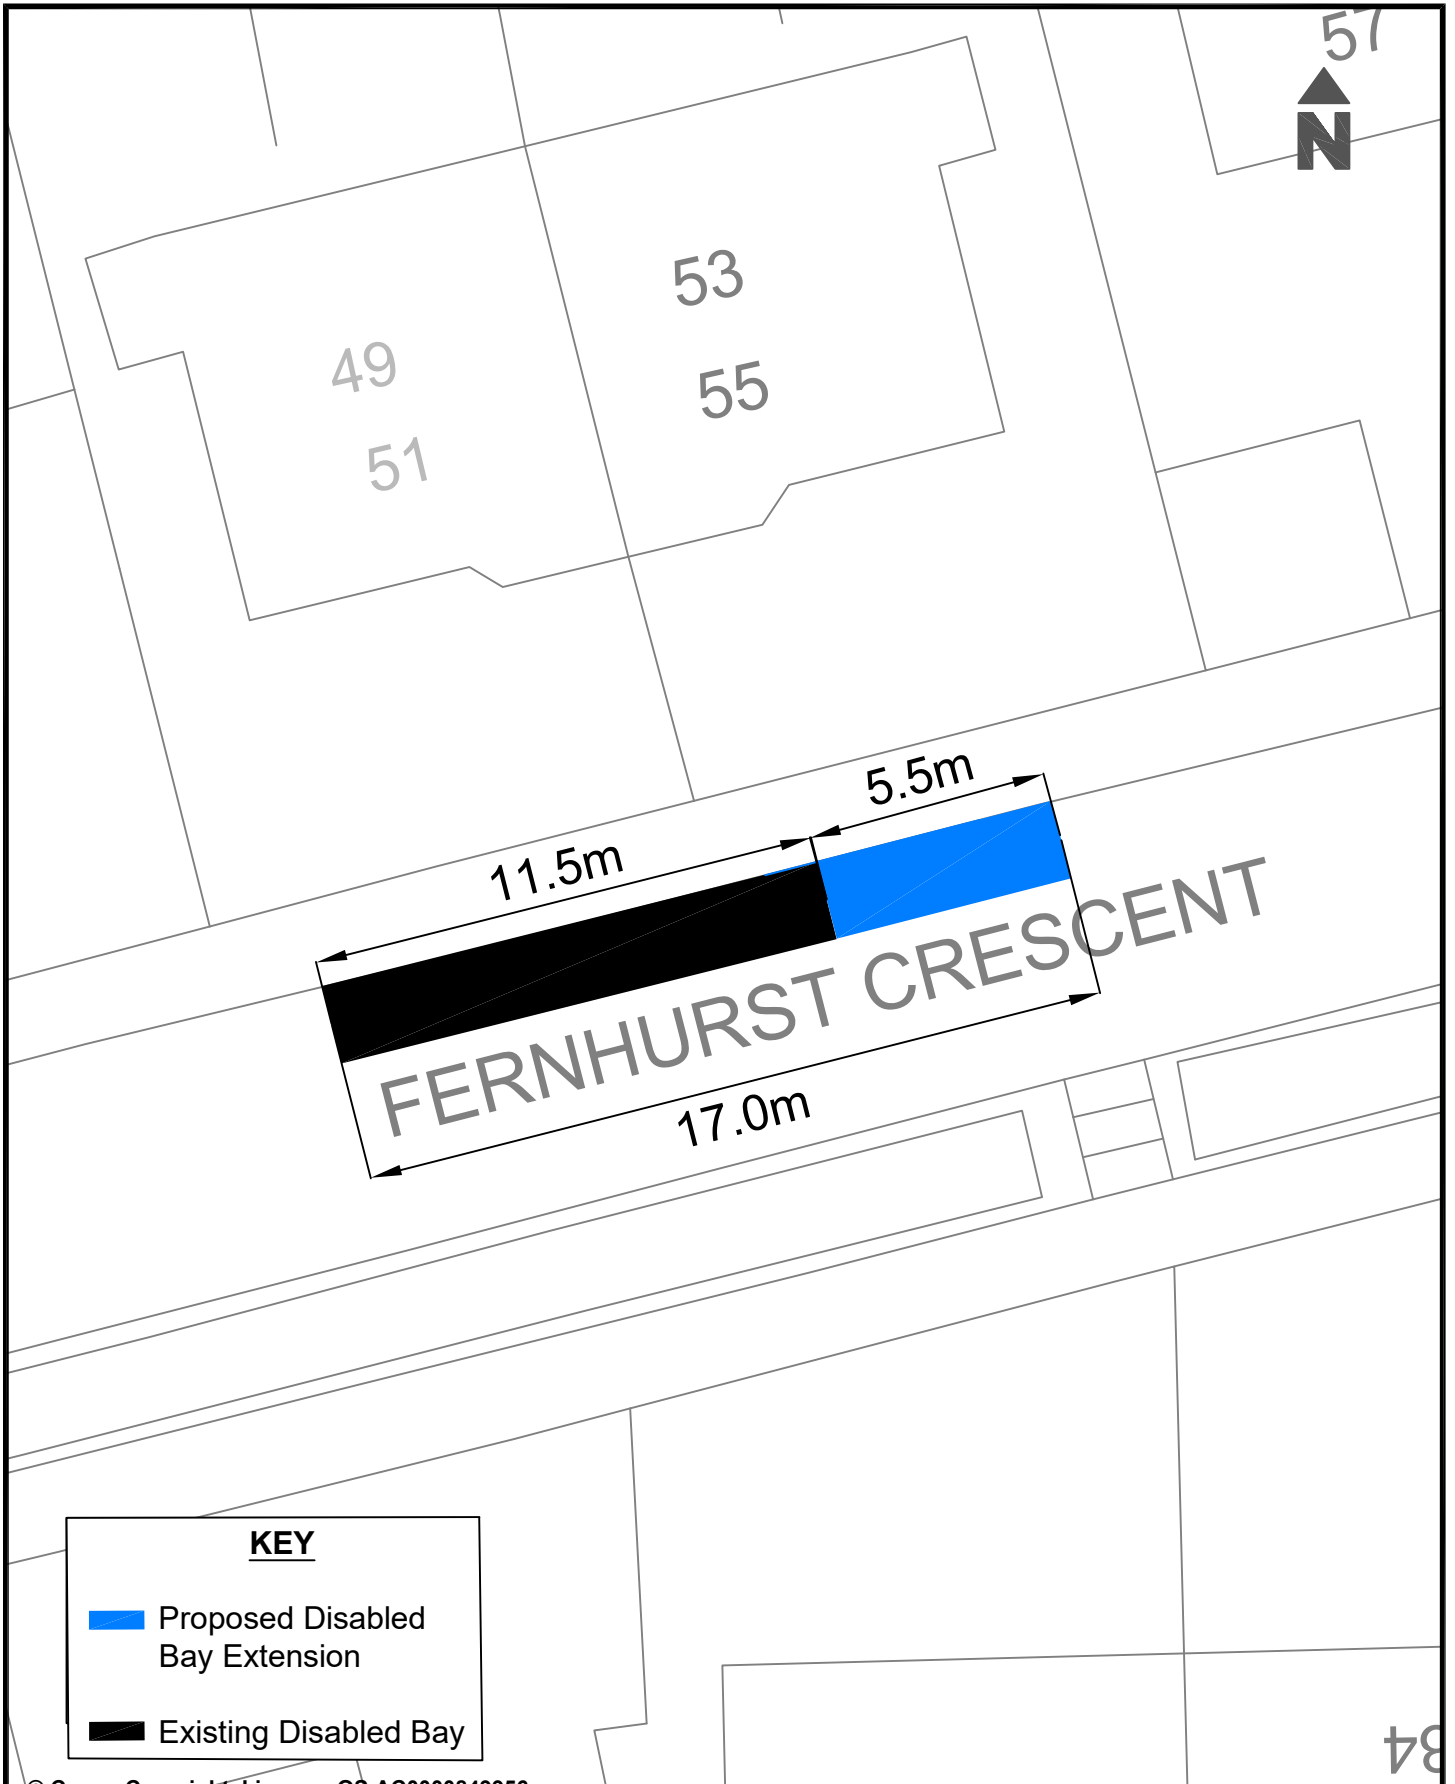 57
N
53
49
55
51
5.5m
11.5m
FERNHURST CRESCENT
17.0m
KEY
Proposed Disabled
Bay Extension
Existing Disabled Bay
34